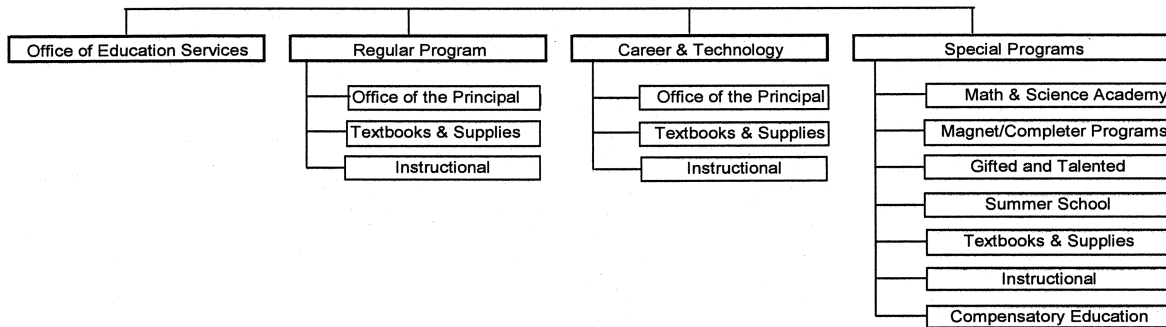 Office of Education Services
Regular Program
Office of the Principal
Textbooks & Supplies
Instructional
Career & Technology
Office of the Principal
Textbooks & Supplies
Instructional
Special Programs
Math & Science Academy
Magnet/Completer Programs
Gifted and Talented
Summer School
Textbooks & Supplies
Instructional
Compensatory Education